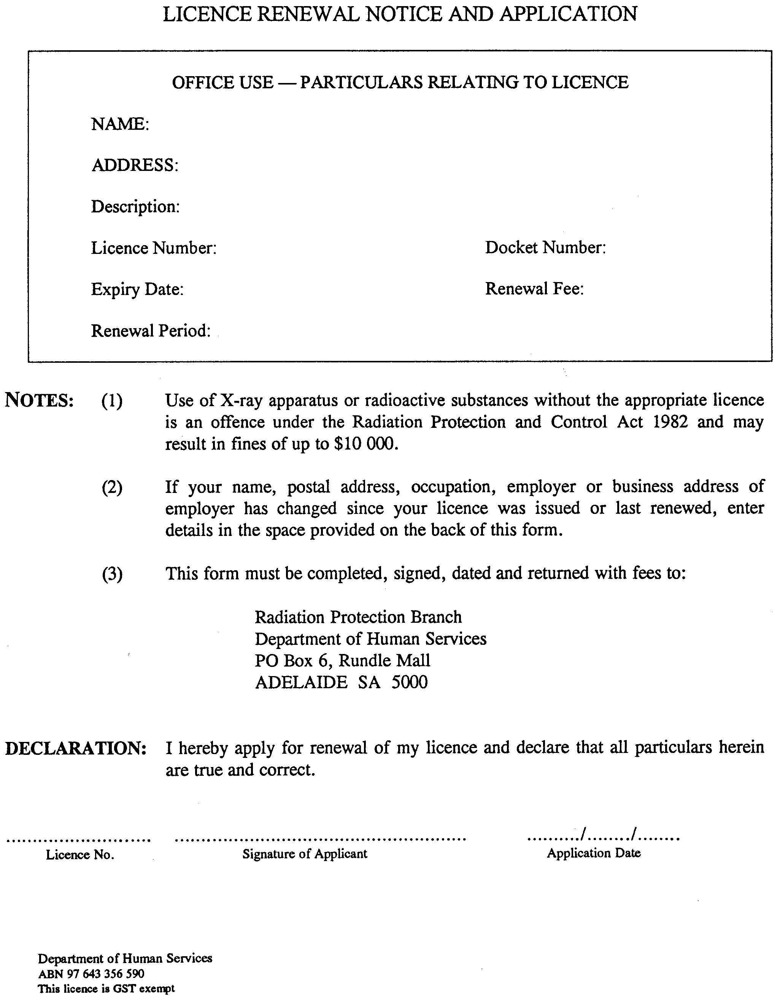 LICENCE RENEWAL NOTICE AND APPLICATION
OFFICE USE — PARTICULARS RELATING TO LICENCE
NAME:
ADDRESS:
Description:
Licence Number: Docket Number:
Expiry Date: Renewal Fee:
Renewal Period:
NOTES: (1) Use of X-ray apparatus or radioactive substances without the appropriate licence
is an offence under the Radiation Protection and Control Act 1982 and may
result in fines of up to $10 000.
(2) If your name, postal address, occupation, employer or business address of
employer has changed since your licence was issued or last renewed, enter
details in the space provided on the back of this form.
(3) This form must be completed, signed, dated and returned with fees to:
Radiation Protection Branch
Department of Human Services
PO Box 6, Rundle Mall
ADELAIDE SA 5000
DECLARATION: I hereby apply for renewal of my licence and declare that all particulars herein
are true and correct.
........................... ...................................................... ........../......../........
Licence No. Signature of Applicant Application Date
Department of Human Services
ABN 97 643 356 590
This licence is GST exempt